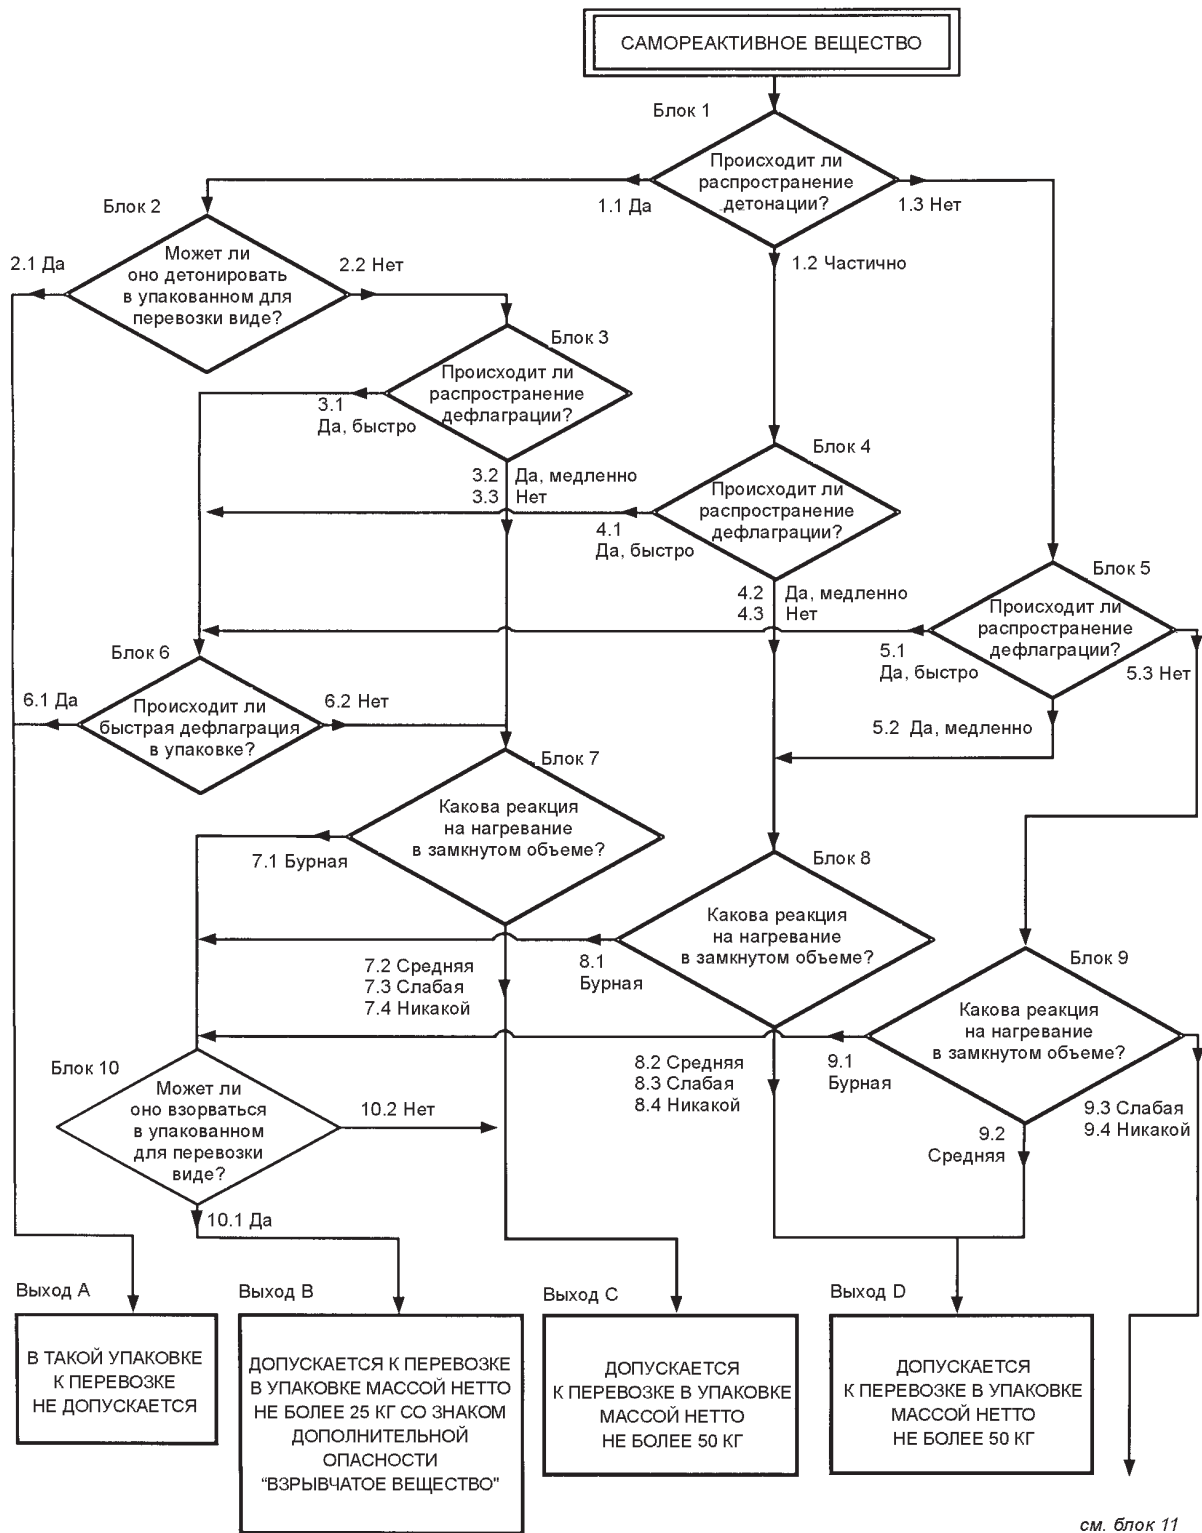 САМОРЕАКТИВНОЕ ВЕЩЕСТВО
Блок 1
Происходит ли
распространение
детонации?
1.1 Да
1.3 Нет
1.2 Частично
Блок 2
Может ли
оно детонировать
в упакованном для
перевозки виде?
2.1 Да
2.2 Нет
Блок 3
Происходит ли
распространение
дефлаграции?
3.1
Да, быстро
3.2 Да, медленно
3.3 Нет
Блок 4
Происходит ли
распространение
дефлаграции?
4.1
Да, быстро
4.2 Да, медленно
4.3 Нет
Блок 5
Происходит ли
распространение
дефлаграции?
5.1
Да, быстро
5.3 Нет
5.2 Да, медленно
Блок 6
Происходит ли
быстрая дефлаграция
в упаковке?
6.1 Да
6.2 Нет
Блок 7
Какова реакция
на нагревание
в замкнутом объеме?
7.1 Бурная
7.2 Средняя
7.3 Слабая
7.4 Никакой
Блок 8
Какова реакция
на нагревание
в замкнутом объеме?
8.1
Бурная
8.2 Средняя
8.3 Слабая
8.4 Никакой
Блок 9
Какова реакция
на нагревание
в замкнутом объеме?
9.1
Бурная
9.2
Средняя
9.3 Слабая
9.4 Никакой
Блок 10
Может ли
оно взорваться
в упакованном
для перевозки
виде?
10.2 Нет
10.1 Да
Выход A
В ТАКОЙ УПАКОВКЕ
К ПЕРЕВОЗКЕ
НЕ ДОПУСКАЕТСЯ
Выход B
ДОПУСКАЕТСЯ К ПЕРЕВОЗКЕ
В УПАКОВКЕ МАССОЙ НЕТТО
НЕ БОЛЕЕ 25 КГ СО ЗНАКОМ
ДОПОЛНИТЕЛЬНОЙ
ОПАСНОСТИ
“ВЗРЫВЧАТОЕ ВЕЩЕСТВО"
Выход C
ДОПУСКАЕТСЯ
К ПЕРЕВОЗКЕ В УПАКОВКЕ
МАССОЙ НЕТТО
НЕ БОЛЕЕ 50 КГ
Выход D
ДОПУСКАЕТСЯ
К ПЕРЕВОЗКЕ В УПАКОВКЕ
МАССОЙ НЕТТО
НЕ БОЛЕЕ 50 КГ
см. блок 11